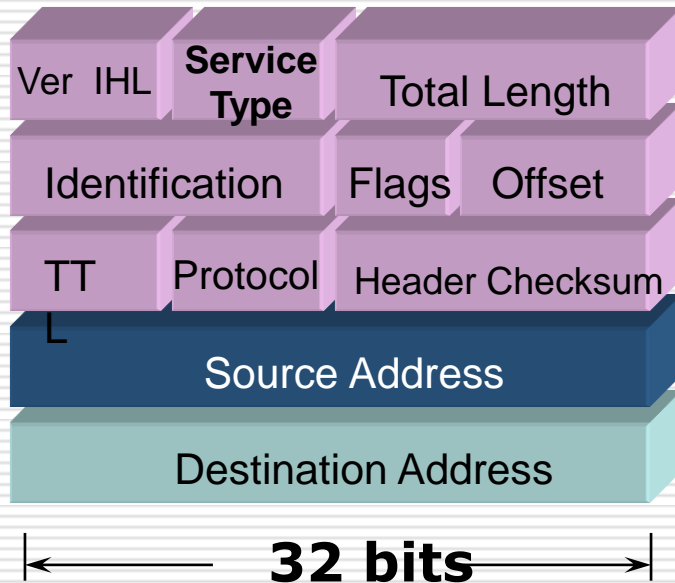 Ver IHL Service Type Total Length
Identification Flags Offset
TT
L Protocol Header Checksum
Source Address
Destination Address
32 bits